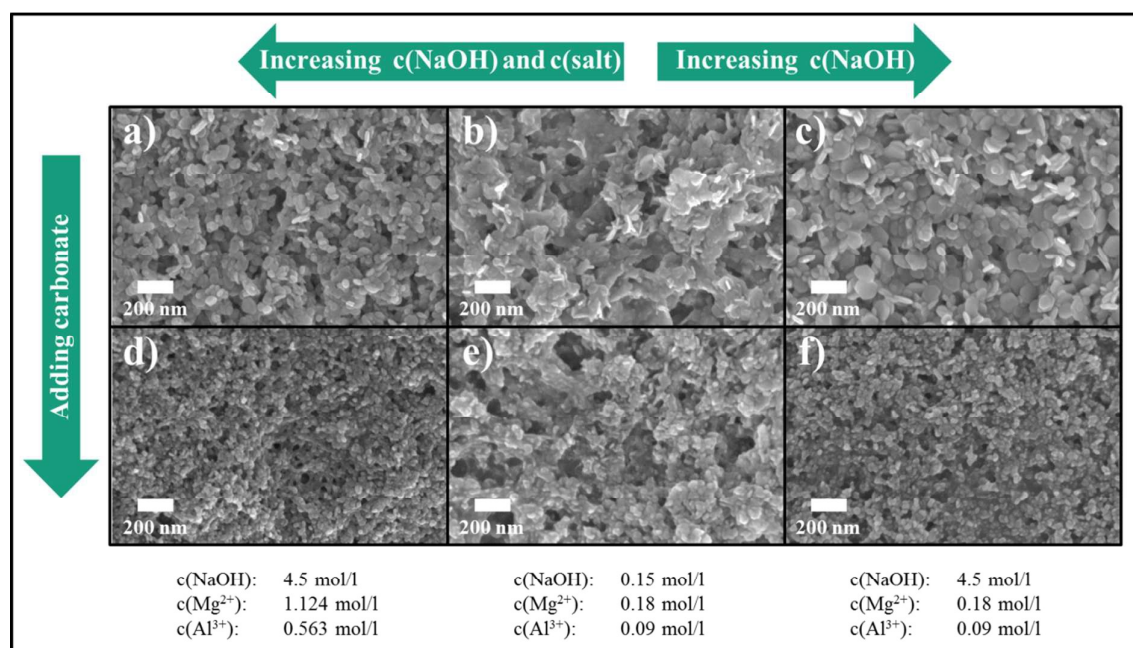 Increasing c(NaOH) and c(salt)
Increasing c(NaOH)
Adding carbonate
a)
b)
c)
200 nm
200 nm
200 nm
d)
e)
f)
200 nm
200 nm
200 nm
c(NaOH): 4.5 mol/l
c(Mg²⁺): 1.124 mol/l
c(Al³⁺): 0.563 mol/l
c(NaOH): 0.15 mol/l
c(Mg²⁺): 0.18 mol/l
c(Al³⁺): 0.09 mol/l
c(NaOH): 4.5 mol/l
c(Mg²⁺): 0.18 mol/l
c(Al³⁺): 0.09 mol/l